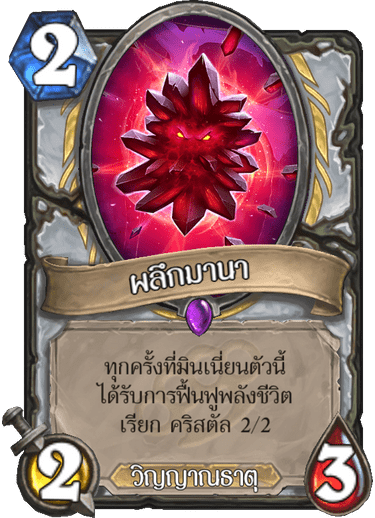 2
ผลึกมานา
ทุกครั้งที่มินเนี่ยนตัวนี้
ได้รับการฟื้นฟูพลังชีวิต
เรียก คริสตัล 2/2
2
วิญญาณธาตุ
3